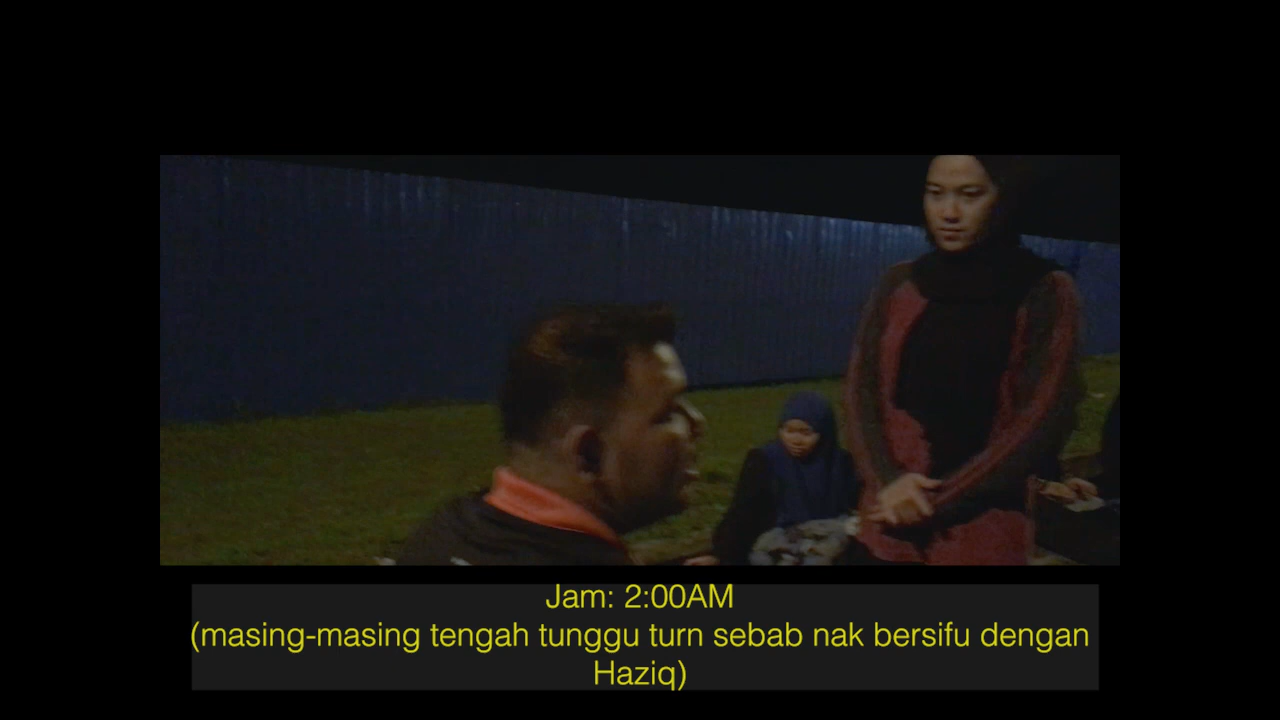 Jam: 2:00AM
(masing-masing tengah tunggu turn sebab nak bersifu dengan
Haziq)